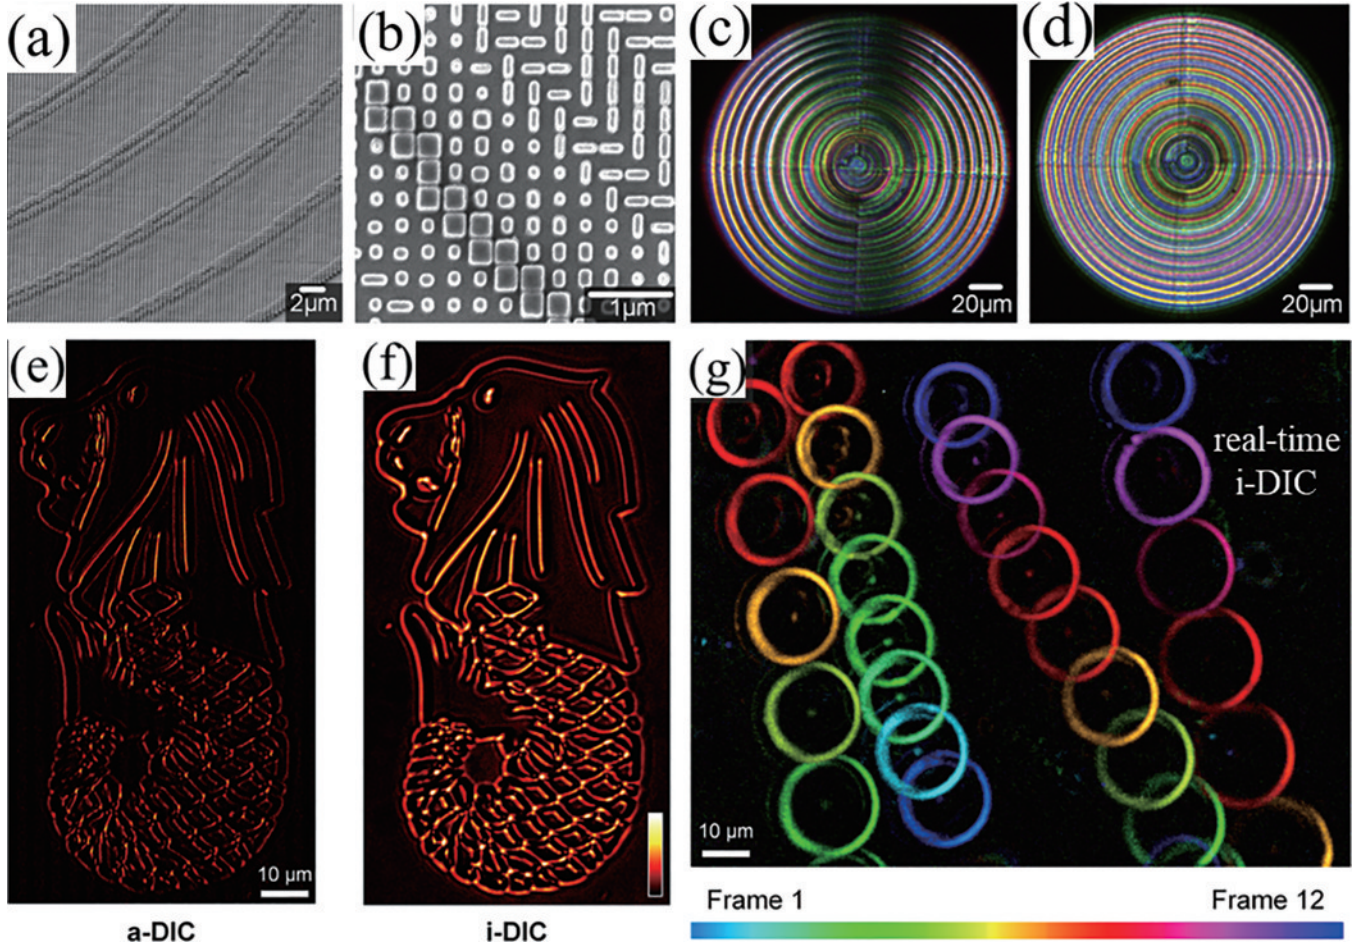 (a)
(b)
(c)
(d)
2μm
1μm
20μm
20μm
(e)
(f)
(g)
real-time
i-DIC
10 μm
10 μm
a-DIC
i-DIC
Frame 1
Frame 12